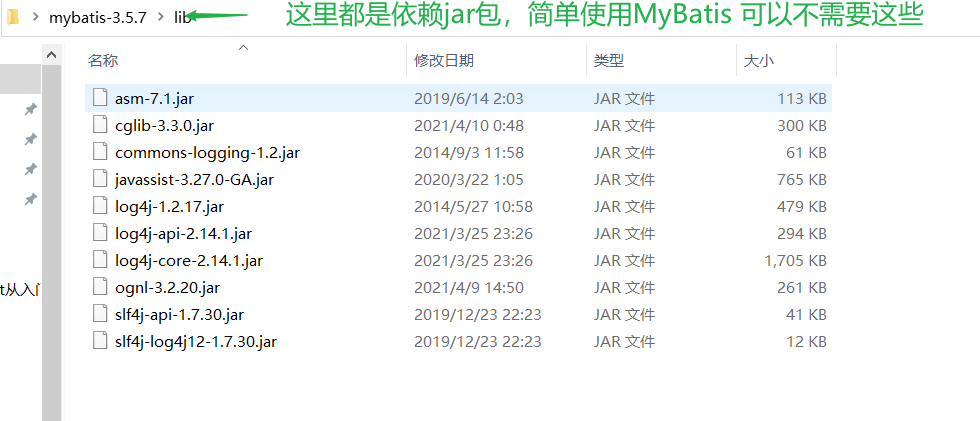 mybatis-3.5.7 > lib
这里都是依赖jar包，简单使用MyBatis 可以不需要这些
名称 修改日期 类型 大小
asm-7.1.jar 2019/6/14 2:03 JAR 文件 113 KB
cglib-3.3.0.jar 2021/4/10 0:48 JAR 文件 300 KB
commons-logging-1.2.jar 2014/9/3 11:58 JAR 文件 61 KB
javassist-3.27.0-GA.jar 2020/3/22 1:05 JAR 文件 765 KB
log4j-1.2.17.jar 2014/5/27 10:58 JAR 文件 479 KB
log4j-api-2.14.1.jar 2021/3/25 23:26 JAR 文件 294 KB
log4j-core-2.14.1.jar 2021/3/25 23:26 JAR 文件 1,705 KB
ognl-3.2.20.jar 2021/4/9 14:50 JAR 文件 261 KB
t从入门
slf4j-api-1.7.30.jar 2019/12/23 22:23 JAR 文件 41 KB
slf4j-log4j12-1.7.30.jar 2019/12/23 22:23 JAR 文件 12 KB